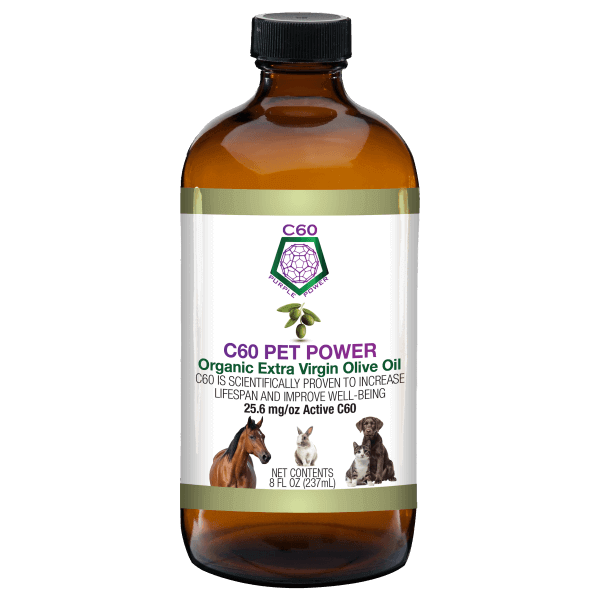 C60
PURPLE POWER
C60 PET POWER
Organic Extra Virgin Olive Oil
C60 IS SCIENTIFICALLY PROVEN TO INCREASE
LIFESPAN AND IMPROVE WELL-BEING
25.6 mg/oz Active C60
NET CONTENTS
8 FL OZ (237mL)